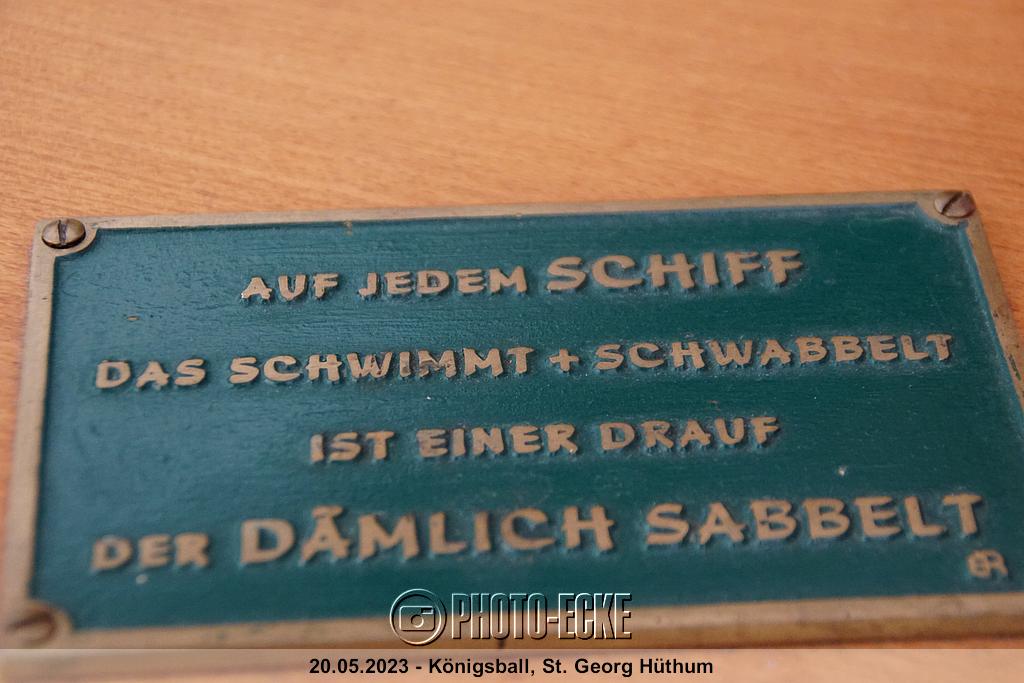 AUF JEDEM SCHIFF
DAS SCHWIMMT + SCHWABBELT
IST EINER DRAUF
DER DÄMLICH SABBELT
PHOTO-ECKE
20.05.2023 - Königsball, St. Georg Hüthum